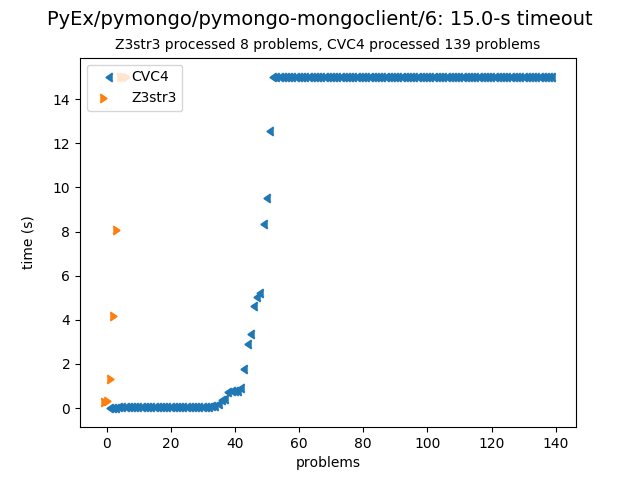 PyEx/pymongo/pymongo-mongoclient/6: 15.0-s timeout
Z3str3 processed 8 problems, CVC4 processed 139 problems
CVC4
Z3str3
14
12
10
8
6
4
2
0
time (s)
0 20 40 60 80 100 120 140
problems